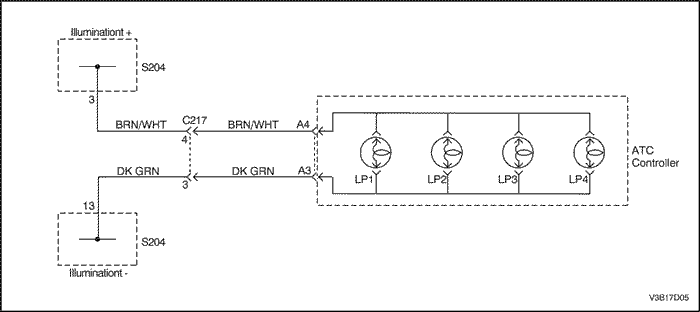 Illuminationt +
S204
3
C217
BRN/WHT
4
BRN/WHT
A4
ATC
Controller
DK GRN
3
DK GRN
A3
LP1
LP2
LP3
LP4
13
S204
Illuminationt -
V3B17D05